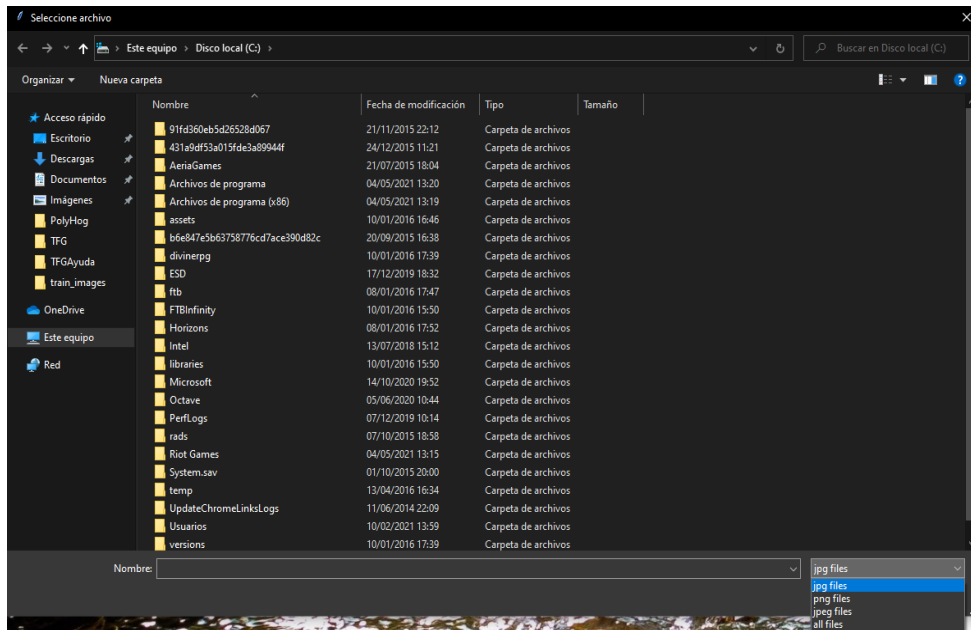 Seleccione archivo
Este equipo > Disco local (C:) >
Buscar en Disco local (C:)
Organizar
Nueva carpeta
Acceso rápido
Escritorio
Descargas
Documentos
Imágenes
PolyHog
TFG
TFGAyuda
train_images
OneDrive
Este equipo
Red
Nombre Fecha de modificación Tipo Tamaño
91fd360eb5d26528d067 21/11/2015 22:12 Carpeta de archivos
431a9df53a015fde3a89944f 24/12/2015 11:21 Carpeta de archivos
AeriaGames 21/07/2015 18:04 Carpeta de archivos
Archivos de programa 04/05/2021 13:20 Carpeta de archivos
Archivos de programa (x86) 04/05/2021 13:19 Carpeta de archivos
assets 10/01/2016 16:46 Carpeta de archivos
b6e847e5b63758776cd7ace390d82c 20/09/2015 16:38 Carpeta de archivos
divinerpg 10/01/2016 17:39 Carpeta de archivos
ESD 17/12/2019 18:32 Carpeta de archivos
ftb 08/01/2016 17:47 Carpeta de archivos
FTBInfinity 10/01/2016 15:50 Carpeta de archivos
Horizons 08/01/2016 17:52 Carpeta de archivos
Intel 13/07/2018 15:12 Carpeta de archivos
libraries 10/01/2016 15:50 Carpeta de archivos
Microsoft 14/10/2020 19:52 Carpeta de archivos
Octave 05/06/2020 10:44 Carpeta de archivos
PerfLogs 07/12/2019 10:14 Carpeta de archivos
rads 07/10/2015 18:58 Carpeta de archivos
Riot Games 04/05/2021 13:15 Carpeta de archivos
System.sav 01/10/2015 20:00 Carpeta de archivos
temp 13/04/2016 16:34 Carpeta de archivos
UpdateChromeLinksLogs 11/06/2014 22:09 Carpeta de archivos
Usuarios 10/02/2021 13:59 Carpeta de archivos
versions 10/01/2016 17:39 Carpeta de archivos
Nombre:
jpg files
jpg files
png files
jpeg files
all files